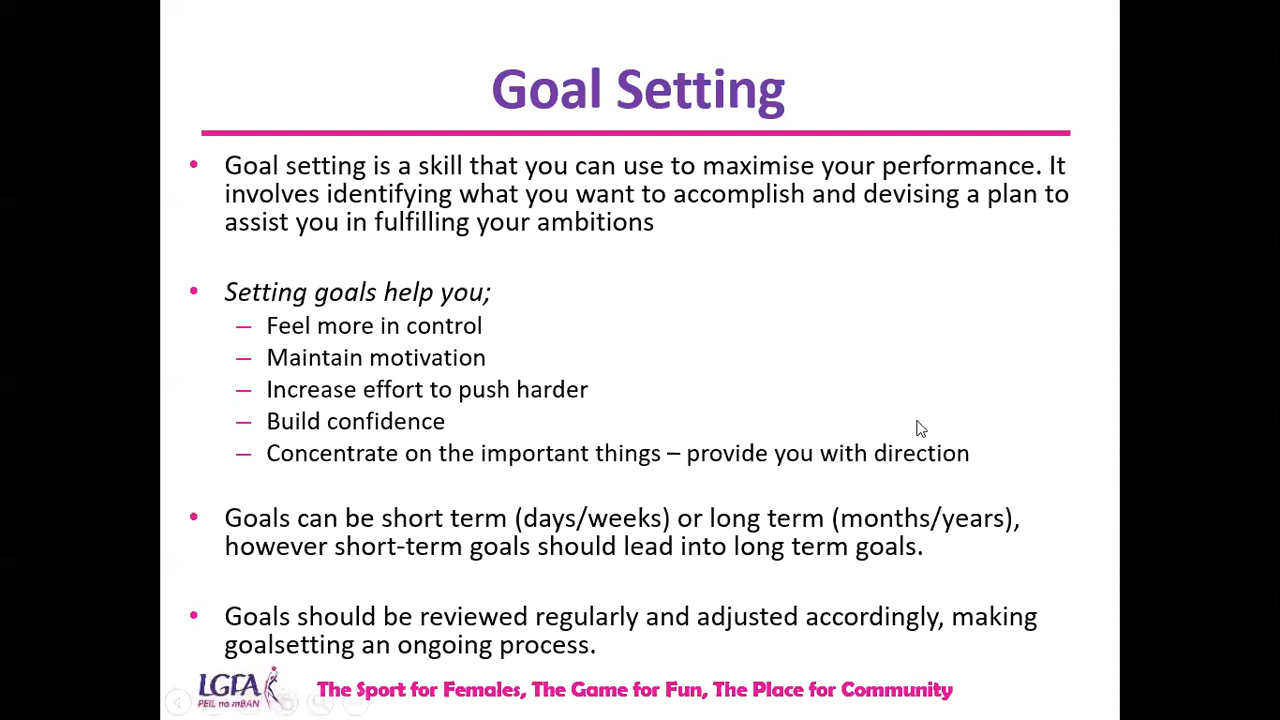 Goal Setting
• Goal setting is a skill that you can use to maximise your performance. It
involves identifying what you want to accomplish and devising a plan to
assist you in fulfilling your ambitions
• Setting goals help you;
– Feel more in control
– Maintain motivation
– Increase effort to push harder
– Build confidence
– Concentrate on the important things – provide you with direction
• Goals can be short term (days/weeks) or long term (months/years),
however short-term goals should lead into long term goals.
• Goals should be reviewed regularly and adjusted accordingly, making
goalsetting an ongoing process.
LGFA
PEIL na mBAN
The Sport for Females, The Game for Fun, The Place for Community